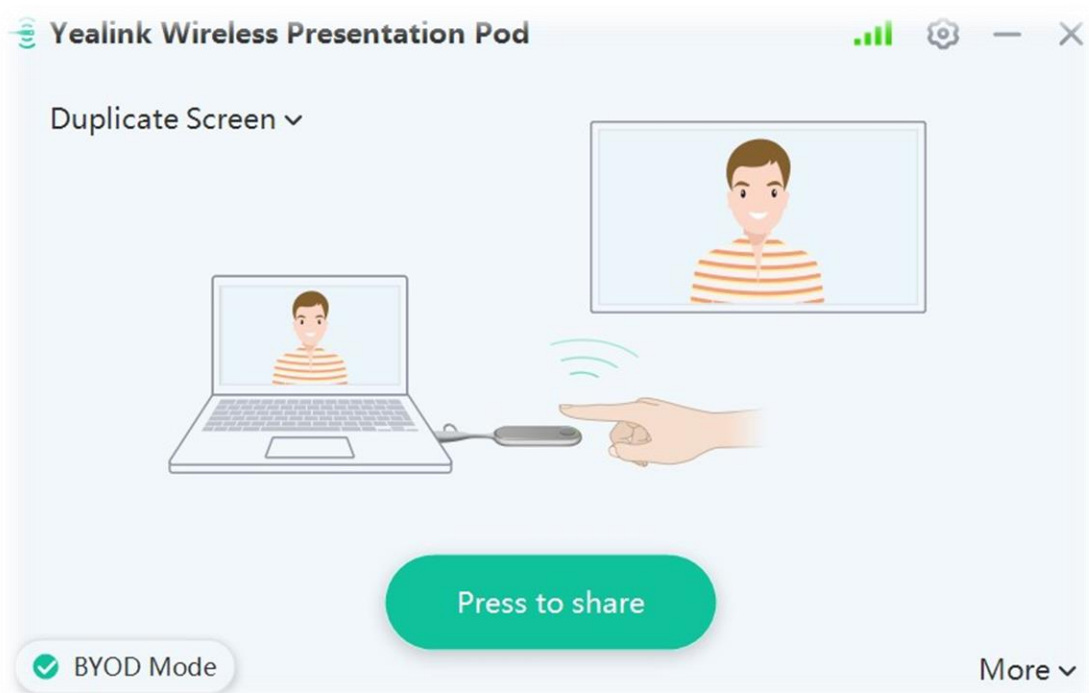 Yealink Wireless Presentation Pod
Duplicate Screen
Press to share
BYOD Mode
More